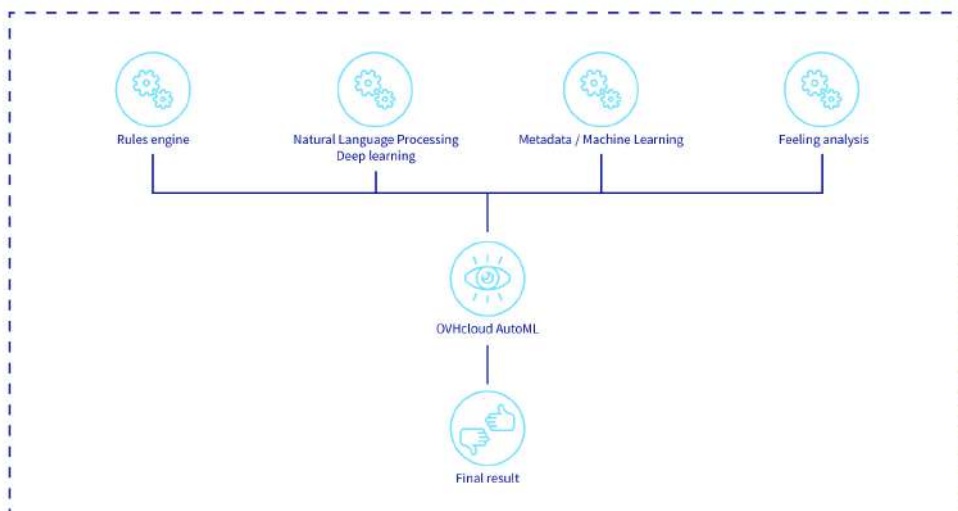 Rules engine
Natural Language Processing
Deep learning
Metadata / Machine Learning
Feeling analysis
OVHcloud AutoML
Final result